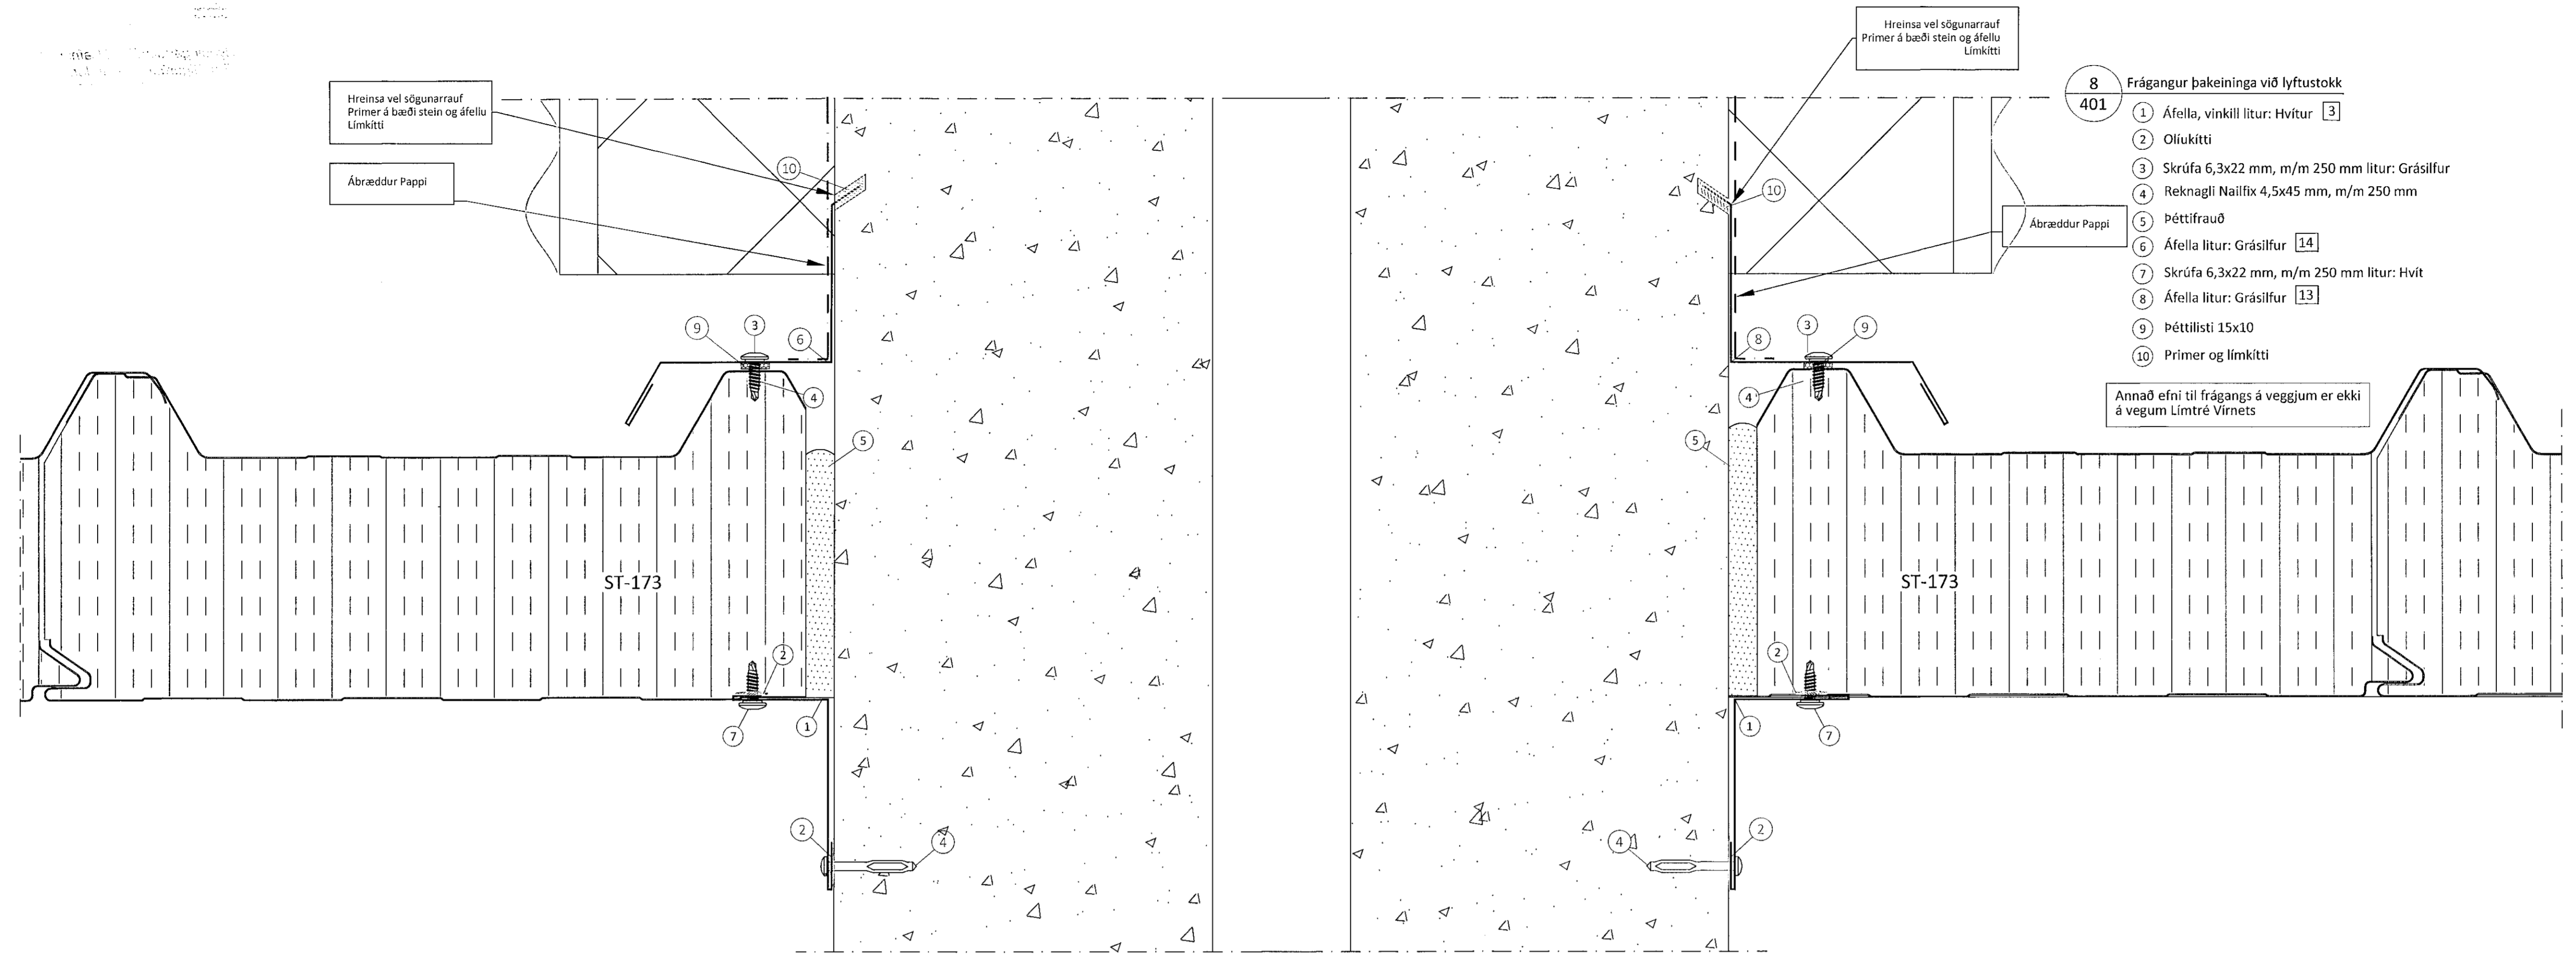 Hreinsa vel sögunarrauf
Primer á bæði stein og áfellu
Límkítti
Ábræddur Pappi
10
9
3
6
4
5
ST-173
2
7
1
2
4
Hreinsa vel sögunarrauf
Primer á bæði stein og áfellu
Límkítti
10
Ábræddur Pappi
8
3
9
4
5
ST-173
2
1
7
4
2
8
401
Frágangur þakeininga við lyftustokk
1 Áfella, vinkill litur: Hvítur 3
2 Olíukítti
3 Skrúfa 6,3x22 mm, m/m 250 mm litur: Grásilfur
4 Reknagli Nailfix 4,5x45 mm, m/m 250 mm
5 Þéttifrauð
6 Áfella litur: Grásilfur 14
7 Skrúfa 6,3x22 mm, m/m 250 mm litur: Hvít
8 Áfella litur: Grásilfur 13
9 Þéttilisti 15x10
10 Primer og límkítti
Annað efni til frágangs á veggjum er ekki
á vegum Límtré Vírnets